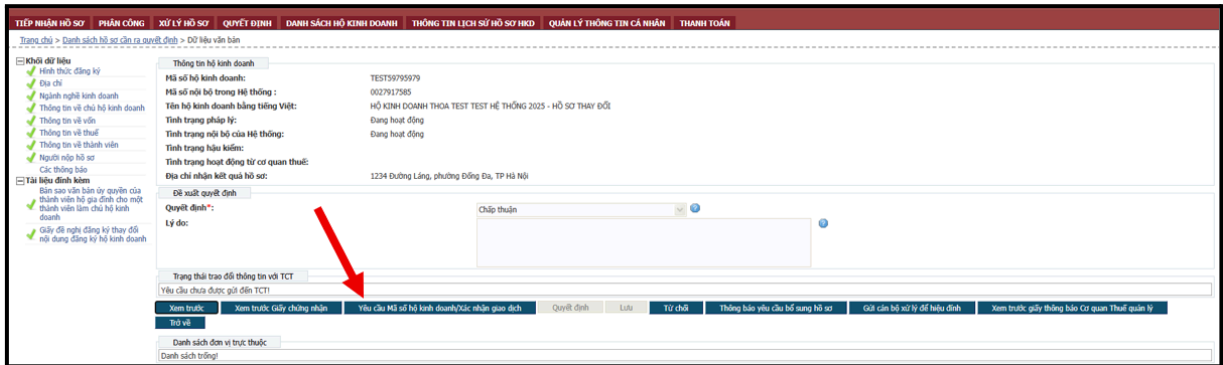 TIẾP NHẬN HỒ SƠ PHÂN CÔNG XỬ LÝ HỒ SƠ QUYẾT ĐỊNH DANH SÁCH HỘ KINH DOANH THÔNG TIN LỊCH SỬ HỒ SƠ HKD QUẢN LÝ THÔNG TIN CÁ NHÂN THANH TOÁN
Trang chủ > Danh sách hồ sơ cần ra quyết định > Dữ liệu văn bản
Khối dữ liệu
Hình thức đăng ký
Địa chỉ
Ngành nghề kinh doanh
Thông tin về chủ hộ kinh doanh
Thông tin về vốn
Thông tin về thuế
Thông tin về thành viên
Người nộp hồ sơ
Các thông báo
Tài liệu đính kèm
Bản sao văn bản ủy quyền của
thành viên hộ gia đình cho một
thành viên làm chủ hộ kinh
doanh
Giấy đề nghị đăng ký thay đổi
nội dung đăng ký hộ kinh doanh
Thông tin hộ kinh doanh
Mã số hộ kinh doanh: TEST59795979
Mã số nội bộ trong Hệ thống : 0027917585
Tên hộ kinh doanh bằng tiếng Việt: HỘ KINH DOANH THOA TEST TEST HỆ THỐNG 2025 - HỒ SƠ THAY ĐỔI
Tình trạng pháp lý: Đang hoạt động
Tình trạng nội bộ của Hệ thống: Đang hoạt động
Tình trạng hậu kiểm:
Tình trạng hoạt động từ cơ quan thuế:
Địa chỉ nhận kết quả hồ sơ: 1234 Đường Láng, phường Đống Đa, TP Hà Nội
Đề xuất quyết định
Quyết định*: Chấp thuận
Lý do:
Trạng thái trao đổi thông tin với TCT
Yêu cầu chưa được gửi đến TCT!
Xem trước Xem trước Giấy chứng nhận Yêu cầu Mã số hộ kinh doanh/Xác nhận giao dịch Quyết định Lưu Từ chối Thông báo yêu cầu bổ sung hồ sơ Gửi cán bộ xử lý để hiệu đính Xem trước giấy thông báo Cơ quan Thuế quản lý
Trở về
Danh sách đơn vị trực thuộc
Danh sách trống!